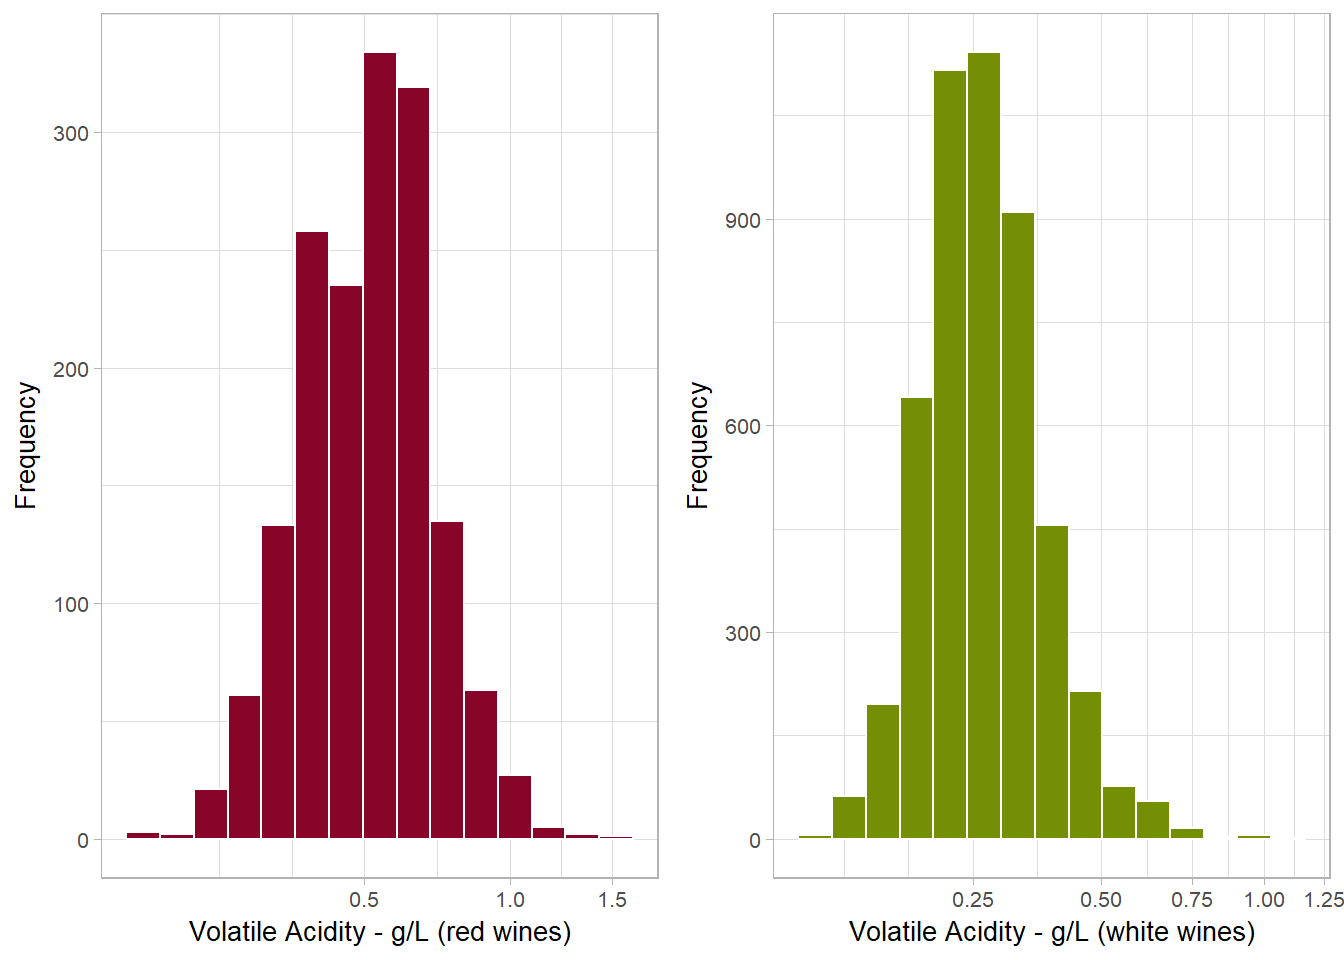 300
200
100
0
Frequency
0.5 1.0 1.5
Volatile Acidity - g/L (red wines)
900
600
300
0
Frequency
0.25 0.50 0.75 1.00 1.25
Volatile Acidity - g/L (white wines)